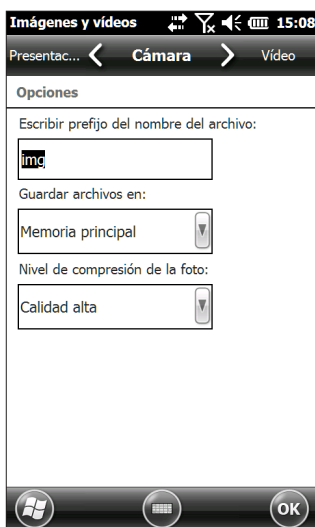 Imágenes y vídeos 15:08
Presentac... Cámara Vídeo
Opciones
Escribir prefijo del nombre del archivo:
img
Guardar archivos en:
Memoria principal
Nivel de compresión de la foto:
Calidad alta
OK